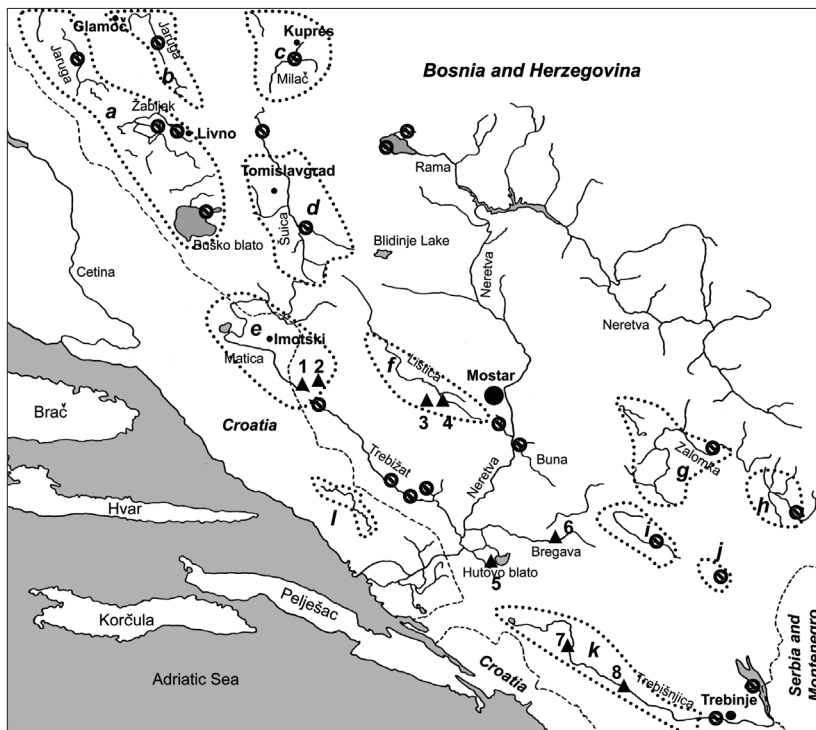 Glamoč
Jaruga
Kupres
Jaruga
c
b
Milač
Bosnia and Herzegovina
a
Žabljak
Livno
Rama
Tomislavgrad
d
Šuica
Buško blato
Blidinje Lake
Cetina
Neretva
Neretva
e
Imotski
Matica
f
Lištica
1 2
Mostar
3 4
Brač
Croatia
Buna
Zalomka
g
Trebižat
Neretva
h
Hvar
l
6
i
Bregava
j
Hutovo blato
5
Pelješac
Korčula
7
k
Serbia and
Montenegro
Croatia
8
Trebišnjica
Adriatic Sea
Trebinje